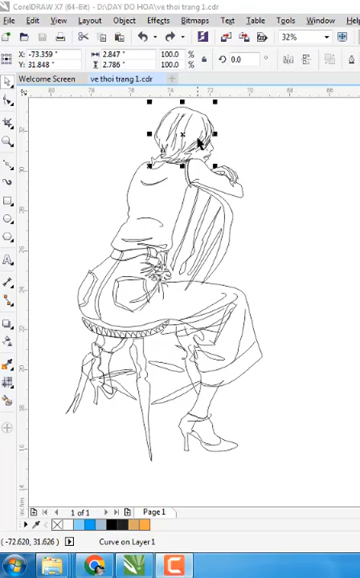 CorelDRAW X7 (64-Bit) - D:\DAY DO HOA\ve thoi trang 1.cdr
File Edit View Layout Object Effects Bitmaps Text Table Tools Window Help
32%
X: -73.359 " 2.847 " 100.0 %
Y: 31.848 " 2.786 " 100.0 %
0.0
Welcome Screen ve thoi trang 1.cdr
inches
1 of 1 Page 1
(-72.620, 31.626) Curve on Layer 1